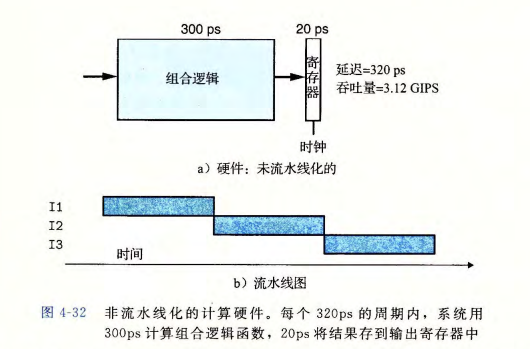 300 ps
20 ps
组合逻辑
寄存器
延迟=320 ps
吞吐量=3.12 GIPS
时钟
a）硬件：未流水线化的
I1
I2
I3
时间
b）流水线图
图 4-32 非流水线化的计算硬件。每个 320ps 的周期内，系统用
300ps 计算组合逻辑函数，20ps 将结果存到输出寄存器中